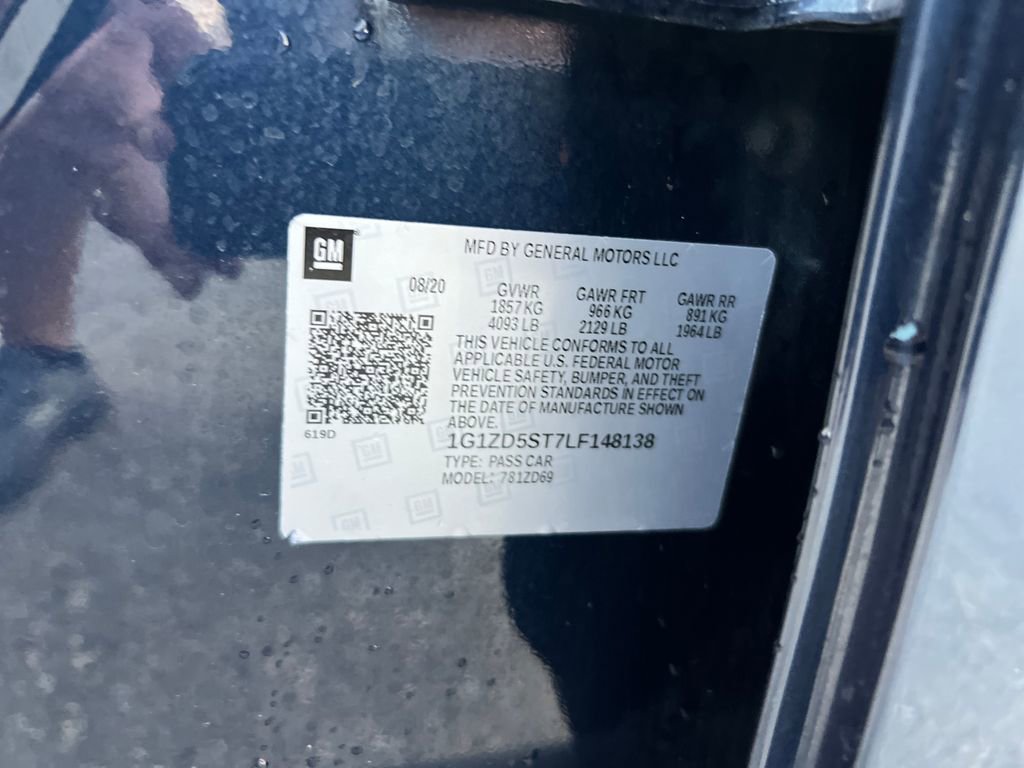 GM
MFD BY GENERAL MOTORS LLC
08/20
GVWR GAWR FRT GAWR RR
1857 KG 966 KG 891 KG
4093 LB 2129 LB 1964 LB
THIS VEHICLE CONFORMS TO ALL
APPLICABLE U.S. FEDERAL MOTOR
VEHICLE SAFETY, BUMPER, AND THEFT
PREVENTION STANDARDS IN EFFECT ON
THE DATE OF MANUFACTURE SHOWN
ABOVE.
619D
1G1ZD5ST7LF148138
TYPE: PASS CAR
MODEL: 781ZD69